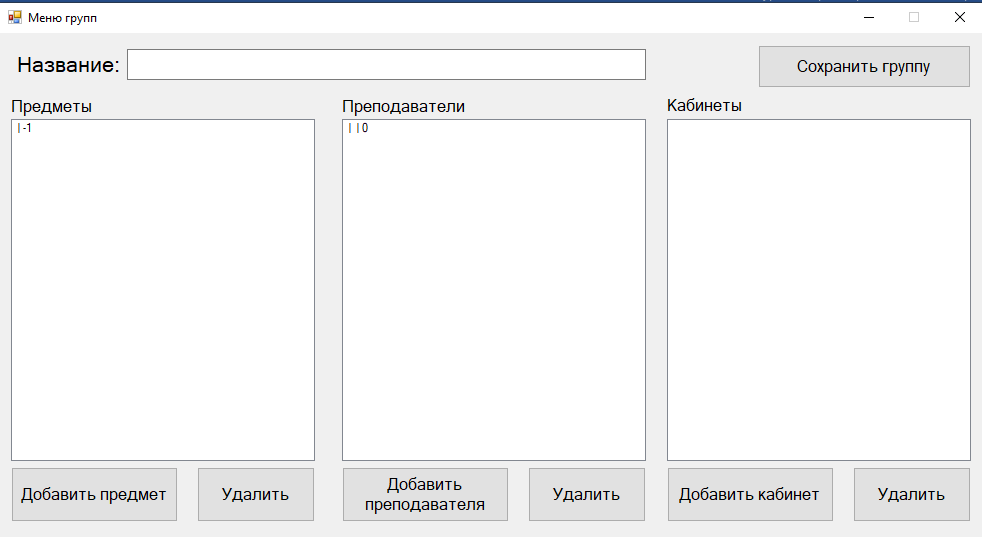 Меню групп
Название:
Сохранить группу
Предметы
Преподаватели
Кабинеты
|-1
||0
Добавить предмет
Удалить
Добавить
преподавателя
Удалить
Добавить кабинет
Удалить